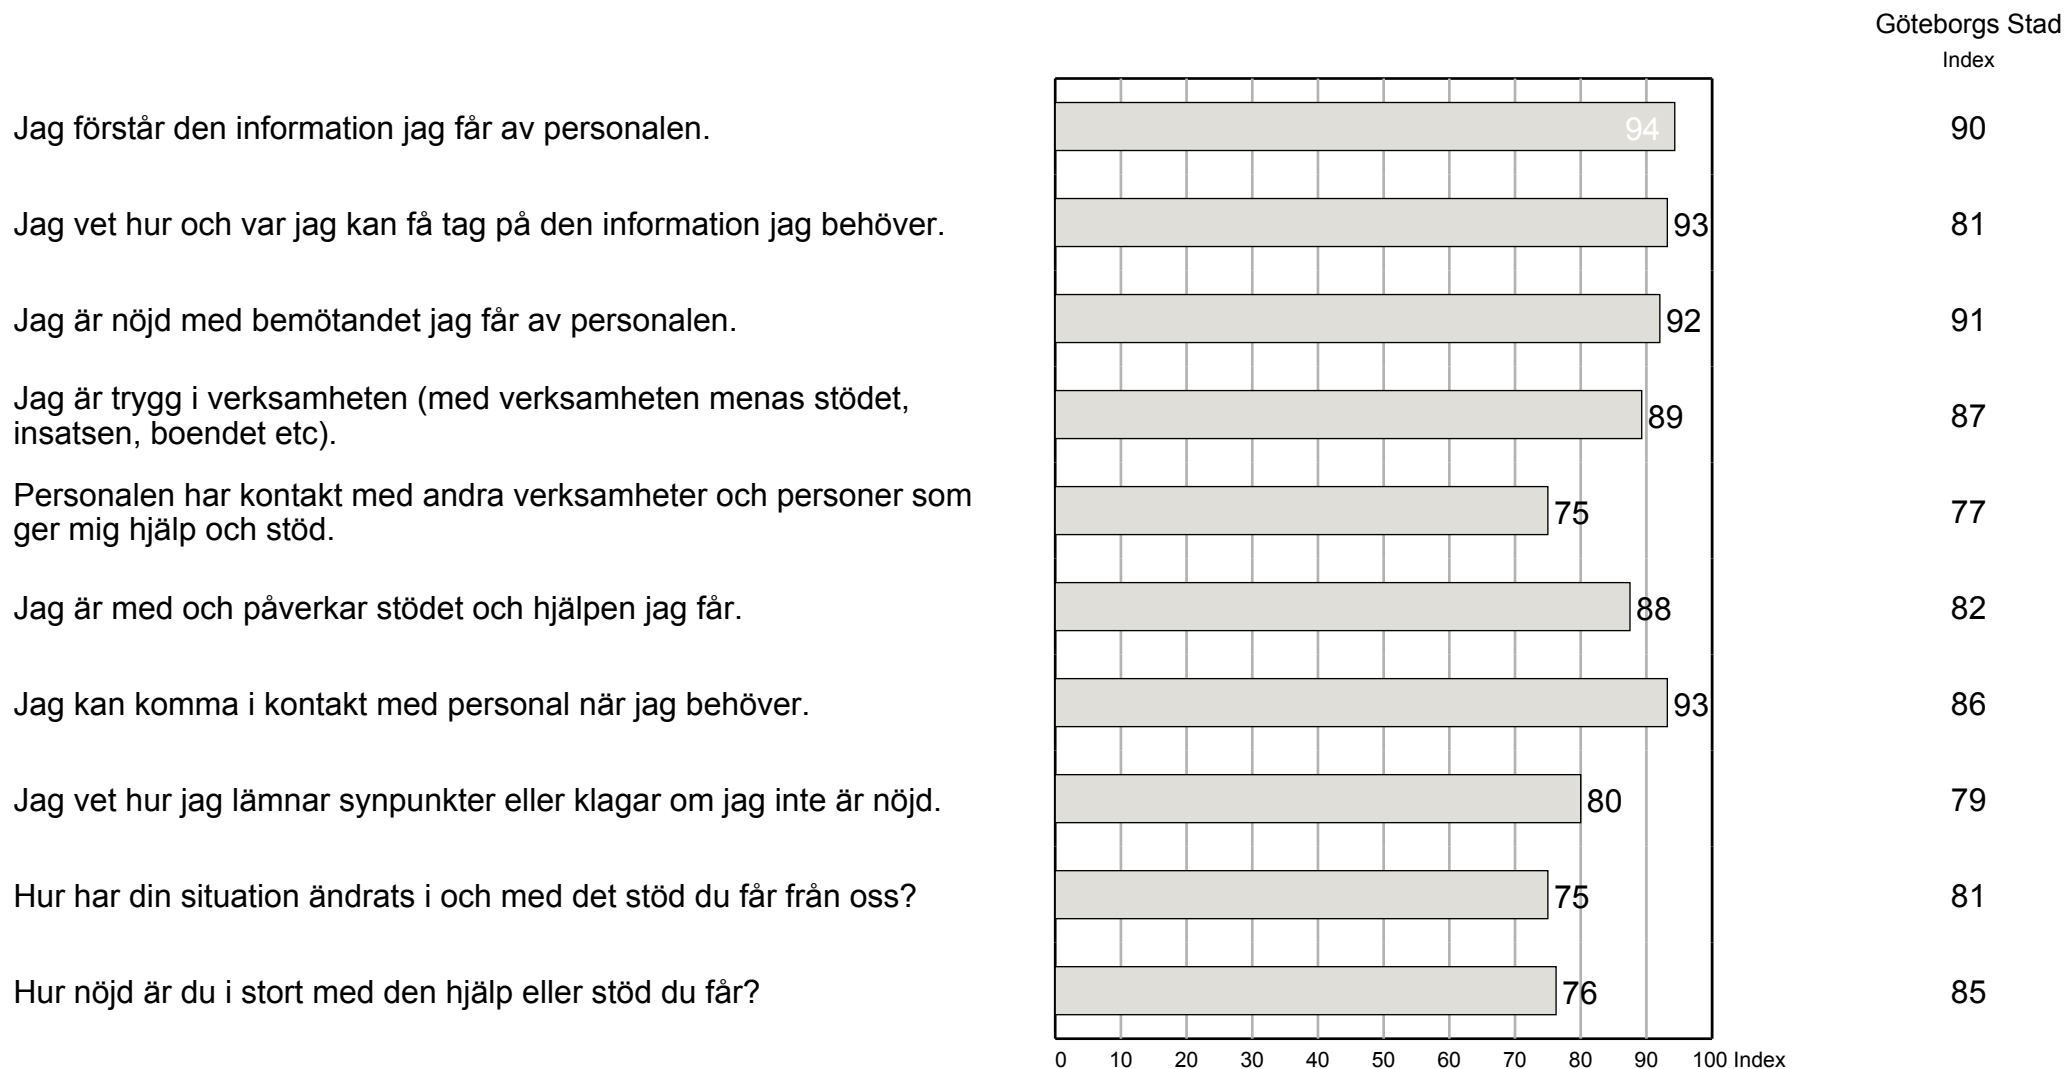 Göteborgs Stad
Index
Jag förstår den information jag får av personalen. 94 90
Jag vet hur och var jag kan få tag på den information jag behöver. 93 81
Jag är nöjd med bemötandet jag får av personalen. 92 91
Jag är trygg i verksamheten (med verksamheten menas stödet,
insatsen, boendet etc). 89 87
Personalen har kontakt med andra verksamheter och personer som
ger mig hjälp och stöd. 75 77
Jag är med och påverkar stödet och hjälpen jag får. 88 82
Jag kan komma i kontakt med personal när jag behöver. 93 86
Jag vet hur jag lämnar synpunkter eller klagar om jag inte är nöjd. 80 79
Hur har din situation ändrats i och med det stöd du får från oss? 75 81
Hur nöjd är du i stort med den hjälp eller stöd du får? 76 85
0 10 20 30 40 50 60 70 80 90 100 Index